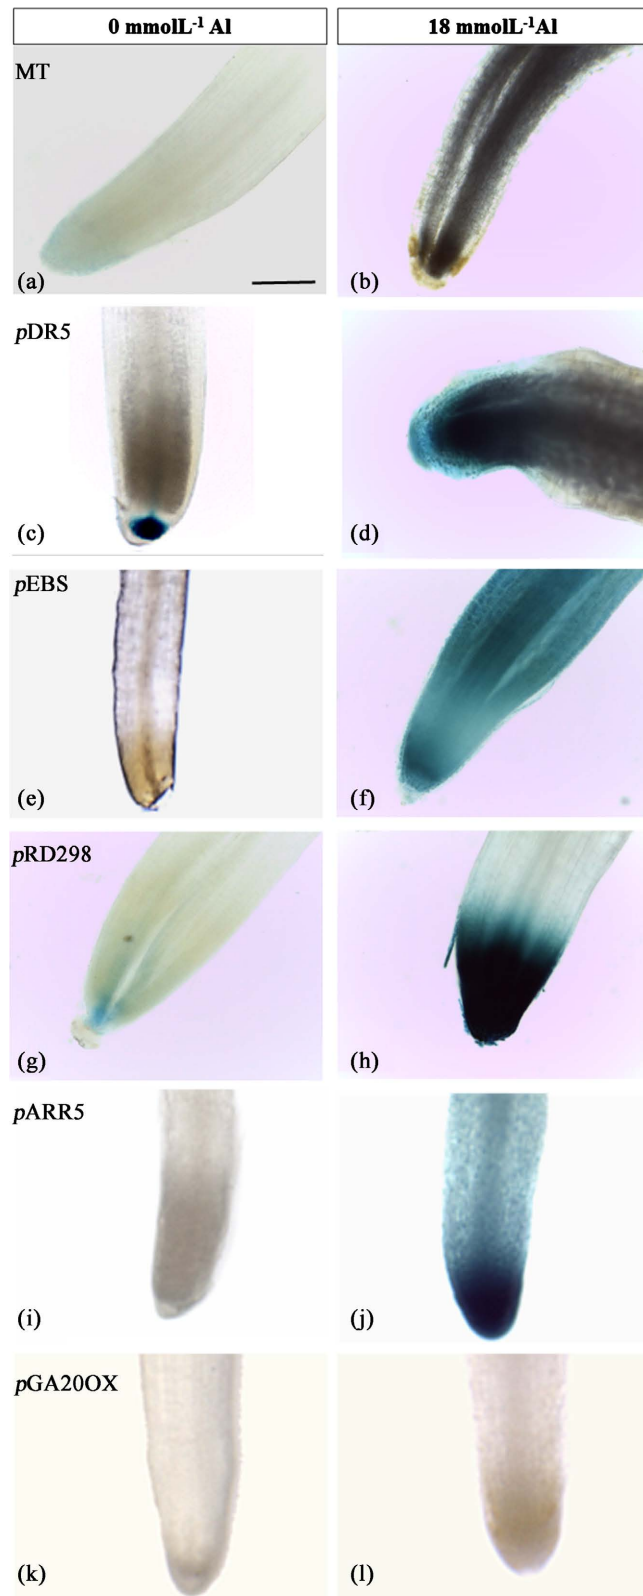 0 mmolL⁻¹ Al
18 mmolL⁻¹Al
MT
(a)
(b)
pDR5
(c)
(d)
pEBS
(e)
(f)
pRD298
(g)
(h)
pARR5
(i)
(j)
pGA20OX
(k)
(l)